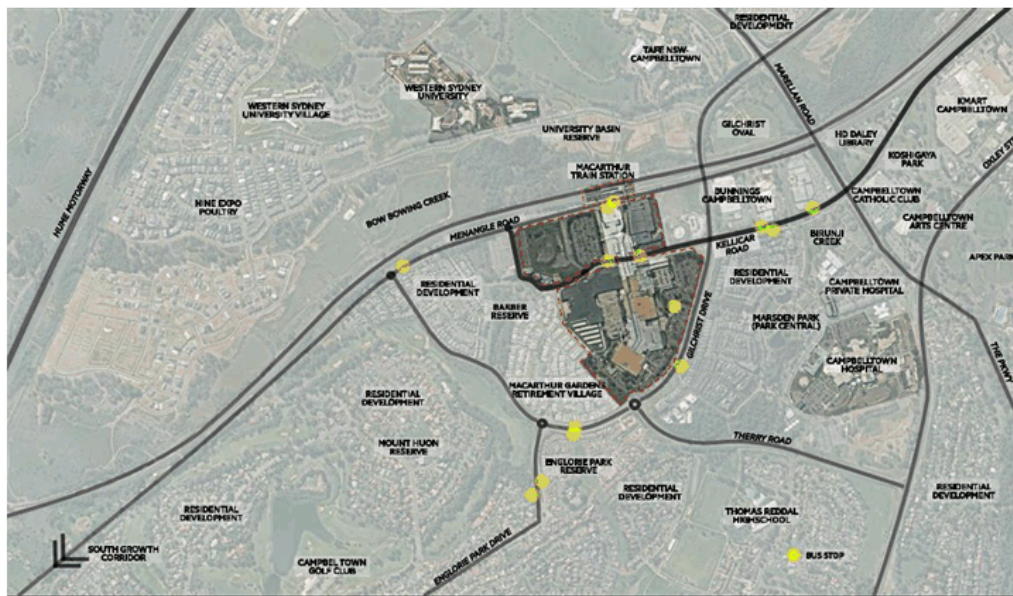 RESIDENTIAL
DEVELOPMENT
TAFE NSW-
CAMPBELLTOWN
MARELLAN ROAD
WESTERN SYDNEY
UNIVERSITY
WESTERN SYDNEY
UNIVERSITY VILLAGE
KMART
CAMPBELLTOWN
UNIVERSITY BASIN
RESERVE
GILCHRIST
OVAL
HD DALEY
LIBRARY
KOSHIGAYA
PARK
OXLEY ST
HUME MOTORWAY
MACARTHUR
TRAIN STATION
NINE EXPO
POULTRY
BOW BOWING CREEK
MENANGLE ROAD
BUNNINGS
CAMPBELLTOWN
CAMPBELLTOWN
CATHOLIC CLUB
CAMPBELLTOWN
ARTS CENTRE
KELLICAR
ROAD
BIRUNJI
CREEK
APEX PARK
RESIDENTIAL
DEVELOPMENT
RESIDENTIAL
DEVELOPMENT
CAMPBELLTOWN
PRIVATE HOSPITAL
BARBER
RESERVE
MARSDEN PARK
(PARK CENTRAL)
GILCHRIST DRIVE
THE PKWY
CAMPBELLTOWN
HOSPITAL
MACARTHUR GARDENS
RETIREMENT VILLAGE
RESIDENTIAL
DEVELOPMENT
MOUNT HUON
RESERVE
THERRY ROAD
ENGLORIE PARK
RESERVE
RESIDENTIAL
DEVELOPMENT
RESIDENTIAL
DEVELOPMENT
RESIDENTIAL
DEVELOPMENT
THOMAS REDDAL
HIGHSCHOOL
SOUTH GROWTH
CORRIDOR
ENGLORIE PARK DRIVE
CAMPBEL TOWN
GOLF CLUB
BUS STOP